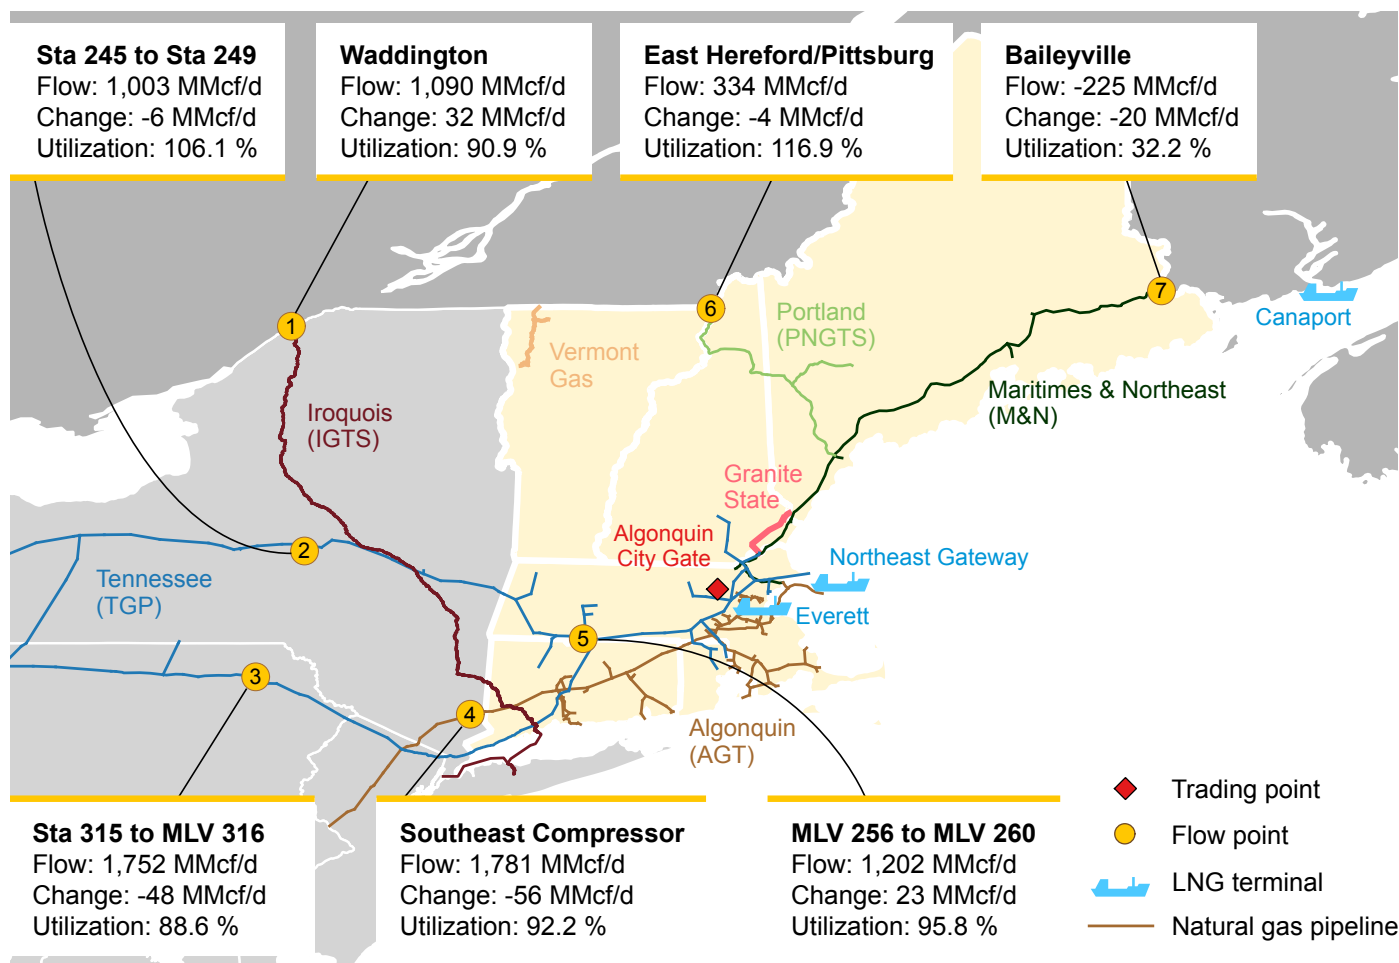 Sta 245 to Sta 249
Flow: 1,003 MMcf/d
Change: -6 MMcf/d
Utilization: 106.1 %
Waddington
Flow: 1,090 MMcf/d
Change: 32 MMcf/d
Utilization: 90.9 %
East Hereford/Pittsburg
Flow: 334 MMcf/d
Change: -4 MMcf/d
Utilization: 116.9 %
Baileyville
Flow: -225 MMcf/d
Change: -20 MMcf/d
Utilization: 32.2 %
7
6
1
Canaport
Portland
(PNGTS)
Vermont
Gas
Maritimes & Northeast
(M&N)
Iroquois
(IGTS)
Granite
State
Algonquin
City Gate
2
Northeast Gateway
Tennessee
(TGP)
Everett
5
3
4
Algonquin
(AGT)
Sta 315 to MLV 316
Flow: 1,752 MMcf/d
Change: -48 MMcf/d
Utilization: 88.6 %
Southeast Compressor
Flow: 1,781 MMcf/d
Change: -56 MMcf/d
Utilization: 92.2 %
MLV 256 to MLV 260
Flow: 1,202 MMcf/d
Change: 23 MMcf/d
Utilization: 95.8 %
Trading point
Flow point
LNG terminal
Natural gas pipeline